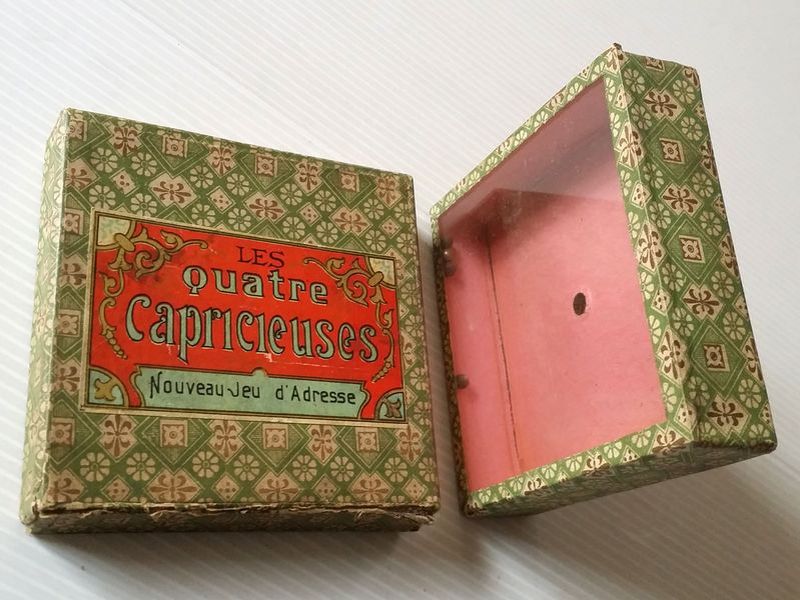 LES
Quatre
Capricieuses
Nouveau-Jeu d'Adresse